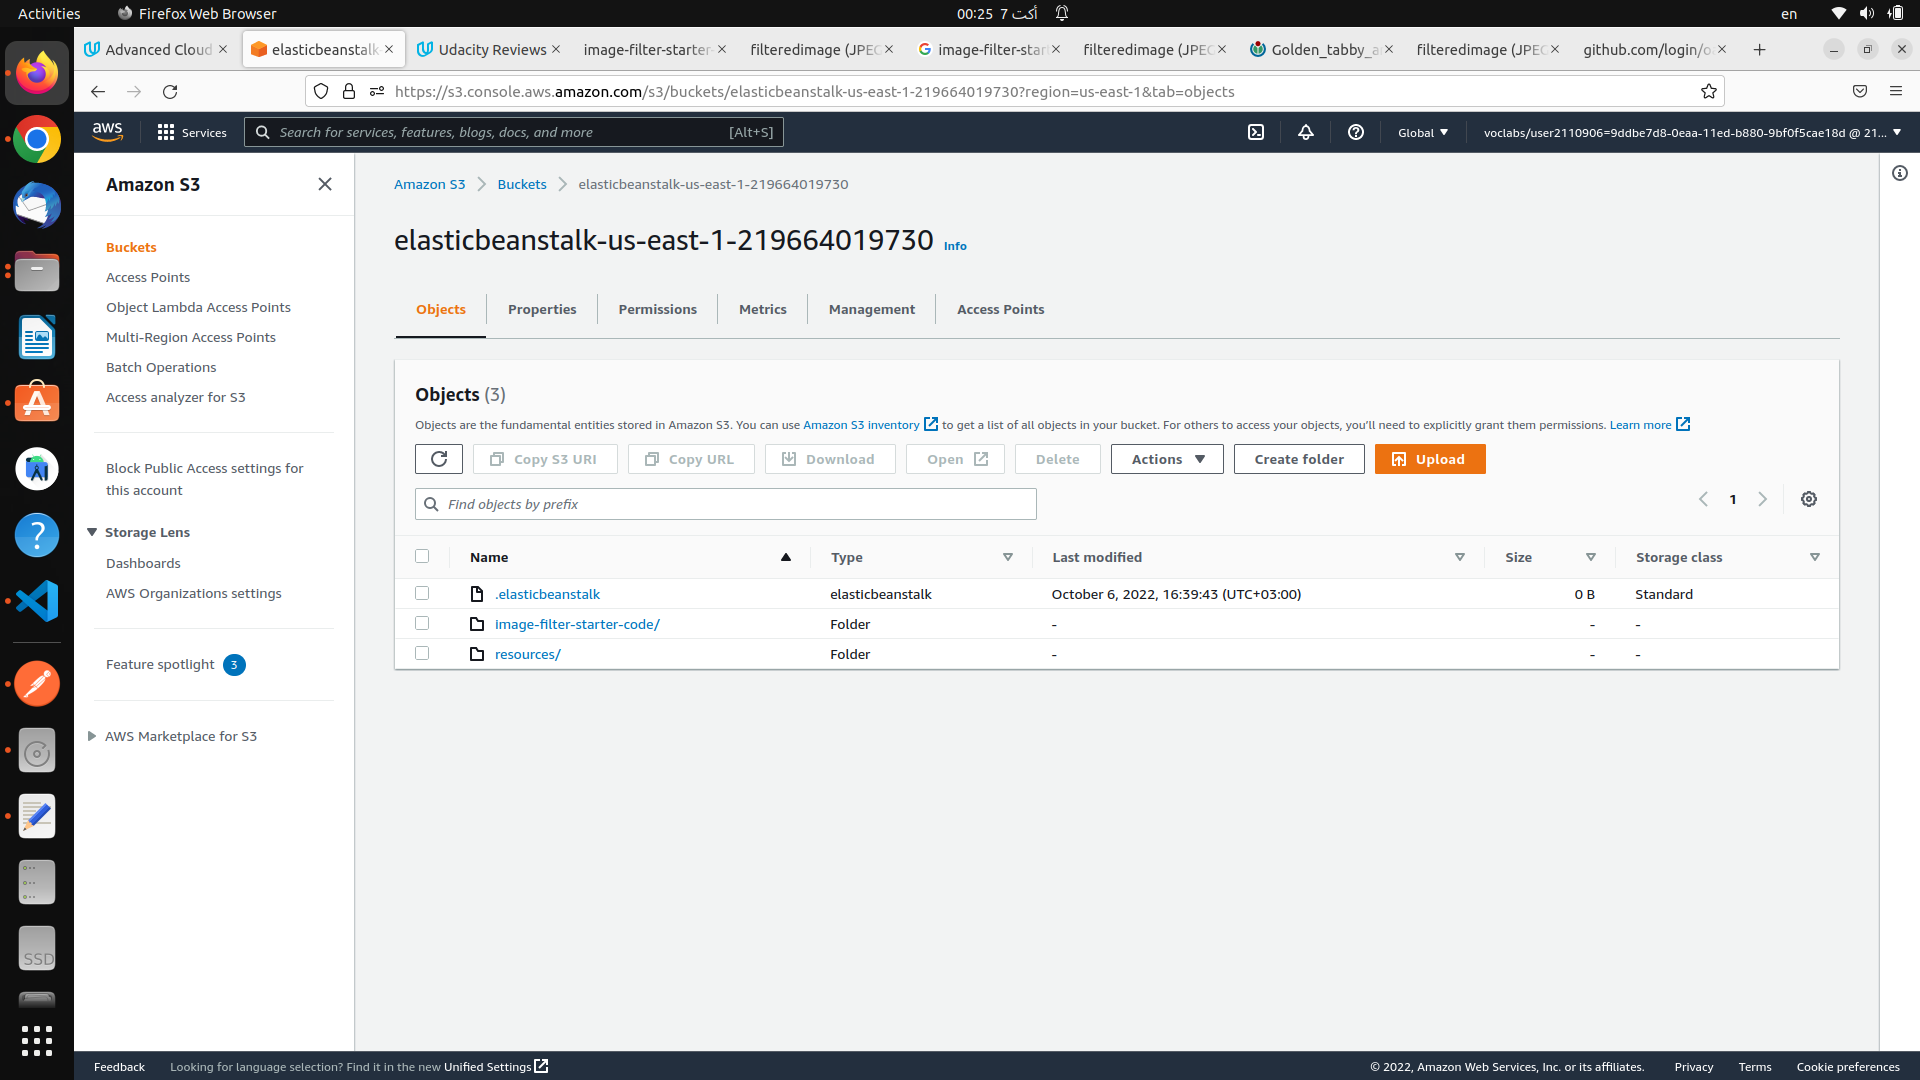 Activities
Firefox Web Browser
00:25 7 أكت
en
Advanced Cloud
elasticbeanstalk-
Udacity Reviews
image-filter-starter-
filteredimage (JPEG
image-filter-start
filteredimage (JPEG
Golden_tabby_a
filteredimage (JPEG
github.com/login/o
https://s3.console.aws.amazon.com/s3/buckets/elasticbeanstalk-us-east-1-219664019730?region=us-east-1&tab=objects
aws
Services
Search for services, features, blogs, docs, and more
[Alt+S]
Global
voclabs/user2110906=9ddbe7d8-0eaa-11ed-b880-9bf0f5cae18d @ 21...
Amazon S3
Buckets
Access Points
Object Lambda Access Points
Multi-Region Access Points
Batch Operations
Access analyzer for S3
Block Public Access settings for
this account
Storage Lens
Dashboards
AWS Organizations settings
Feature spotlight 3
AWS Marketplace for S3
Amazon S3
Buckets
elasticbeanstalk-us-east-1-219664019730
elasticbeanstalk-us-east-1-219664019730 Info
Objects
Properties
Permissions
Metrics
Management
Access Points
Objects (3)
Objects are the fundamental entities stored in Amazon S3. You can use Amazon S3 inventory to get a list of all objects in your bucket. For others to access your objects, you'll need to explicitly grant them permissions. Learn more
Copy S3 URI
Copy URL
Download
Open
Delete
Actions
Create folder
Upload
Find objects by prefix
1
Name
Type
Last modified
Size
Storage class
.elasticbeanstalk elasticbeanstalk October 6, 2022, 16:39:43 (UTC+03:00) 0 B Standard
image-filter-starter-code/ Folder - - -
resources/ Folder - - -
SSD
Feedback
Looking for language selection? Find it in the new Unified Settings
© 2022, Amazon Web Services, Inc. or its affiliates.
Privacy
Terms
Cookie preferences